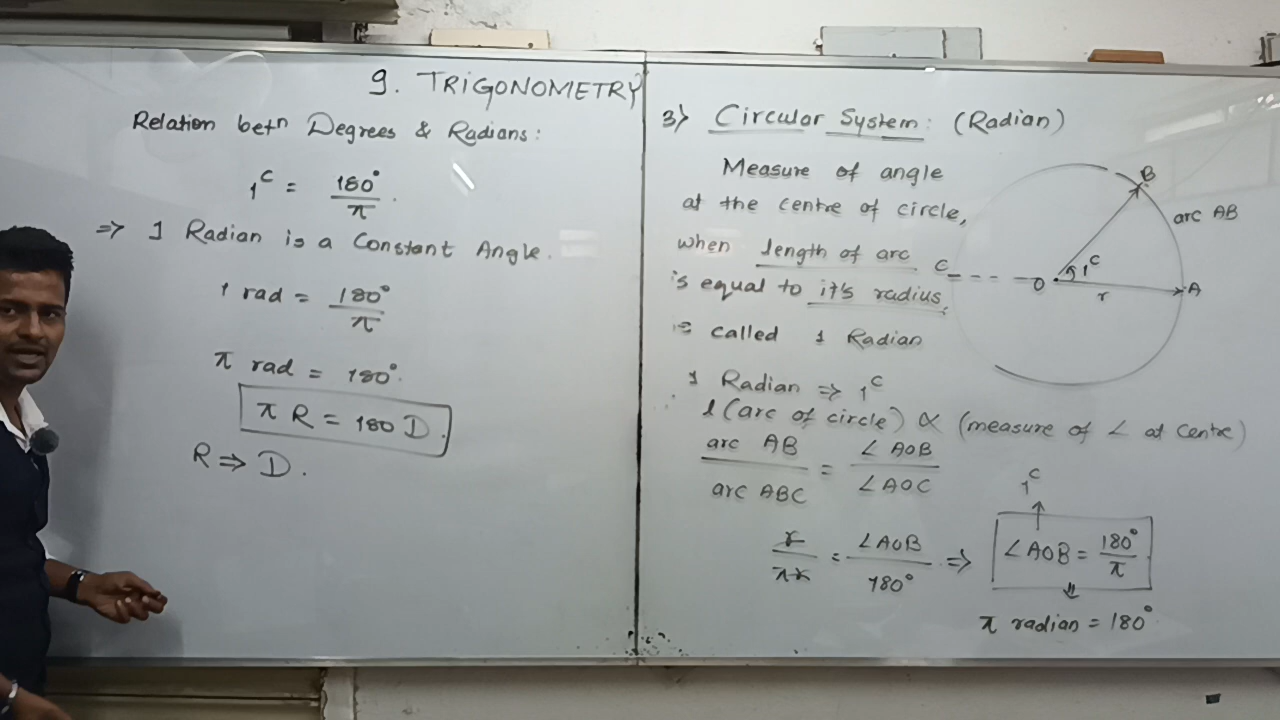 9. TRIGONOMETRY
Relation betn Degrees & Radians:
1ᶜ = 180°/π.
⇒ 1 Radian is a Constant Angle.
1 rad = 180°/π
π rad = 180°.
π R = 180 D.
R ⇒ D.
3) Circular System: (Radian)
Measure of angle
at the centre of circle,
when length of arc
is equal to it's radius,
is called 1 Radian
B
arc AB
C
O
1ᶜ
r
A
1 Radian ⇒ 1ᶜ
l(arc of circle) ∝ (measure of ∠ at Centre)
arc AB / arc ABC = ∠AOB / ∠AOC
r/πr = ∠AOB/180° ⇒ ∠AOB = 180°/π
1ᶜ
π radian = 180°